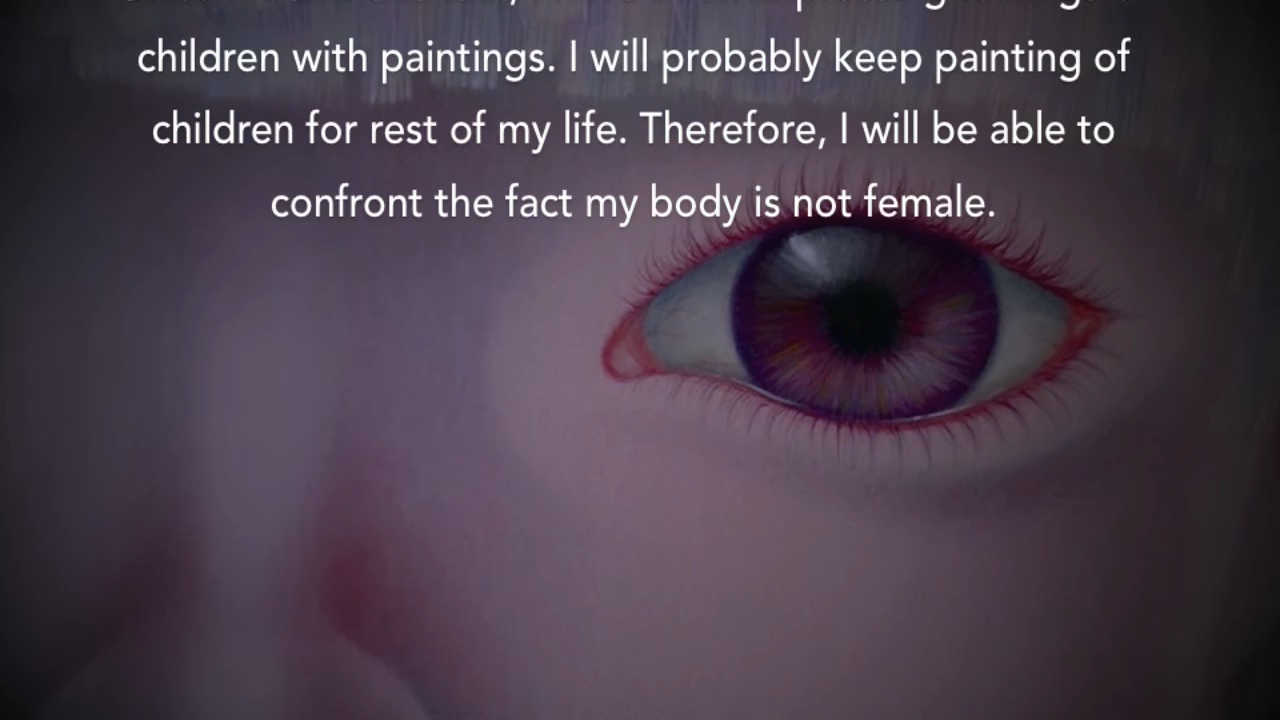 children with paintings. I will probably keep painting of
children for rest of my life. Therefore, I will be able to
confront the fact my body is not female.